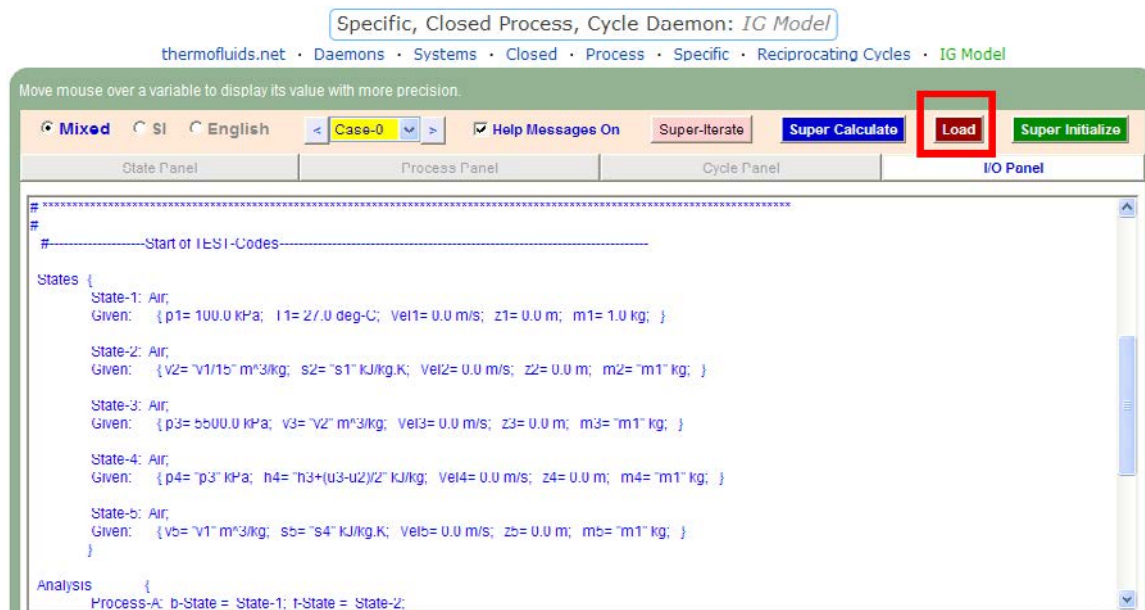 Specific, Closed Process, Cycle Daemon: IG Model
thermofluids.net · Daemons · Systems · Closed · Process · Specific · Reciprocating Cycles · IG Model
Move mouse over a variable to display its value with more precision.
Mixed SI English < Case-0 > Help Messages On Super-Iterate Super Calculate Load Super Initialize
State Panel Process Panel Cycle Panel I/O Panel
# ******************************************************************************************************************************
#
#--------------------Start of TEST-Codes-----------------------------------------------------------------------------
States {
State-1: Air;
Given: { p1= 100.0 kPa; T1= 27.0 deg-C; Vel1= 0.0 m/s; z1= 0.0 m; m1= 1.0 kg; }
State-2: Air;
Given: { v2= "v1/15" m^3/kg; s2= "s1" kJ/kg.K; Vel2= 0.0 m/s; z2= 0.0 m; m2= "m1" kg; }
State-3: Air;
Given: { p3= 5500.0 kPa; v3= "v2" m^3/kg; Vel3= 0.0 m/s; z3= 0.0 m; m3= "m1" kg; }
State-4: Air;
Given: { p4= "p3" kPa; h4= "h3+(u3-u2)/2" kJ/kg; Vel4= 0.0 m/s; z4= 0.0 m; m4= "m1" kg; }
State-5: Air;
Given: { v5= "v1" m^3/kg; s5= "s4" kJ/kg.K; Vel5= 0.0 m/s; z5= 0.0 m; m5= "m1" kg; }
}
Analysis {
Process-A: b-State = State-1; f-State = State-2;